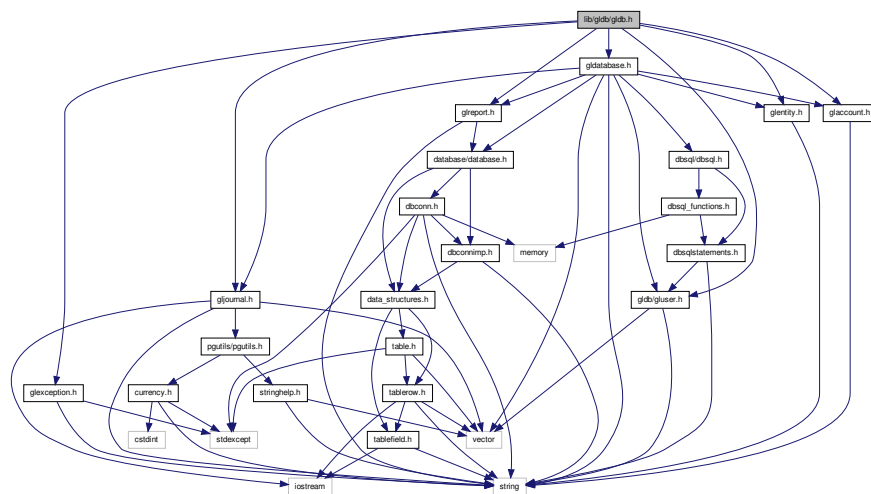 lib/gldb/gldb.h
gldatabase.h
glreport.h
glentity.h
glaccount.h
database/database.h
dbsql/dbsql.h
dbconn.h
dbsql_functions.h
dbconnimp.h
memory
dbsqlstatements.h
gljournal.h
data_structures.h
gldb/gluser.h
pgutils/pgutils.h
table.h
glexception.h
currency.h
stringhelp.h
tablerow.h
cstdint
stdexcept
tablefield.h
vector
iostream
string